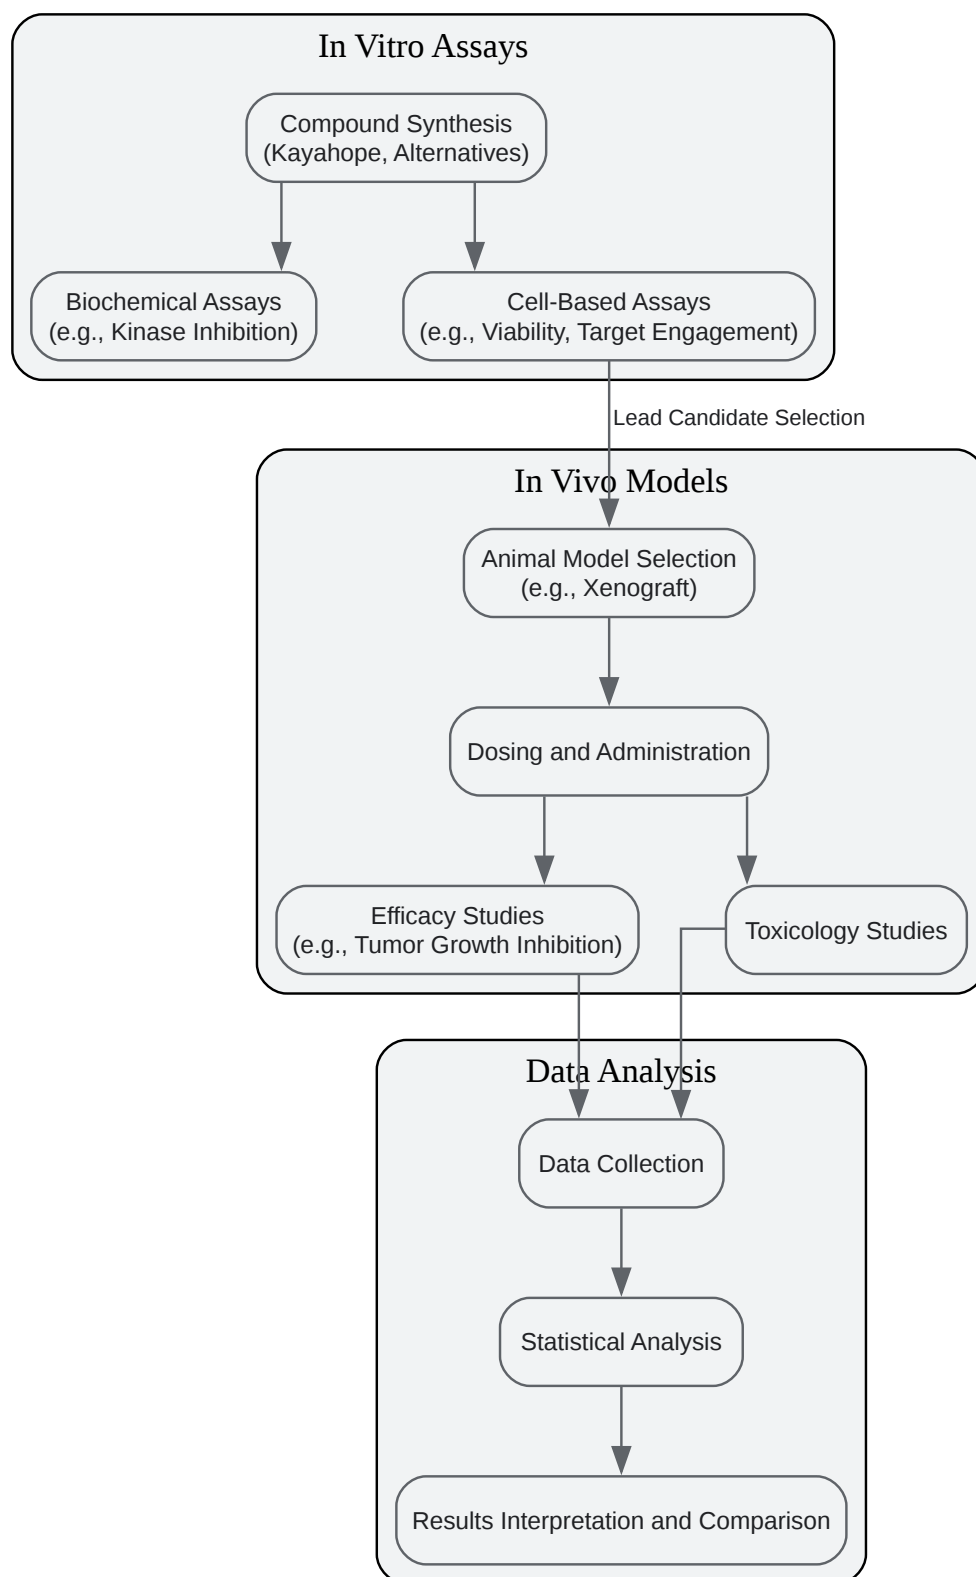 In Vitro Assays
Compound Synthesis
(Kayahope, Alternatives)
Biochemical Assays
(e.g., Kinase Inhibition)
Cell-Based Assays
(e.g., Viability, Target Engagement)
Lead Candidate Selection
In Vivo Models
Animal Model Selection
(e.g., Xenograft)
Dosing and Administration
Efficacy Studies
(e.g., Tumor Growth Inhibition)
Toxicology Studies
Data Analysis
Data Collection
Statistical Analysis
Results Interpretation and Comparison